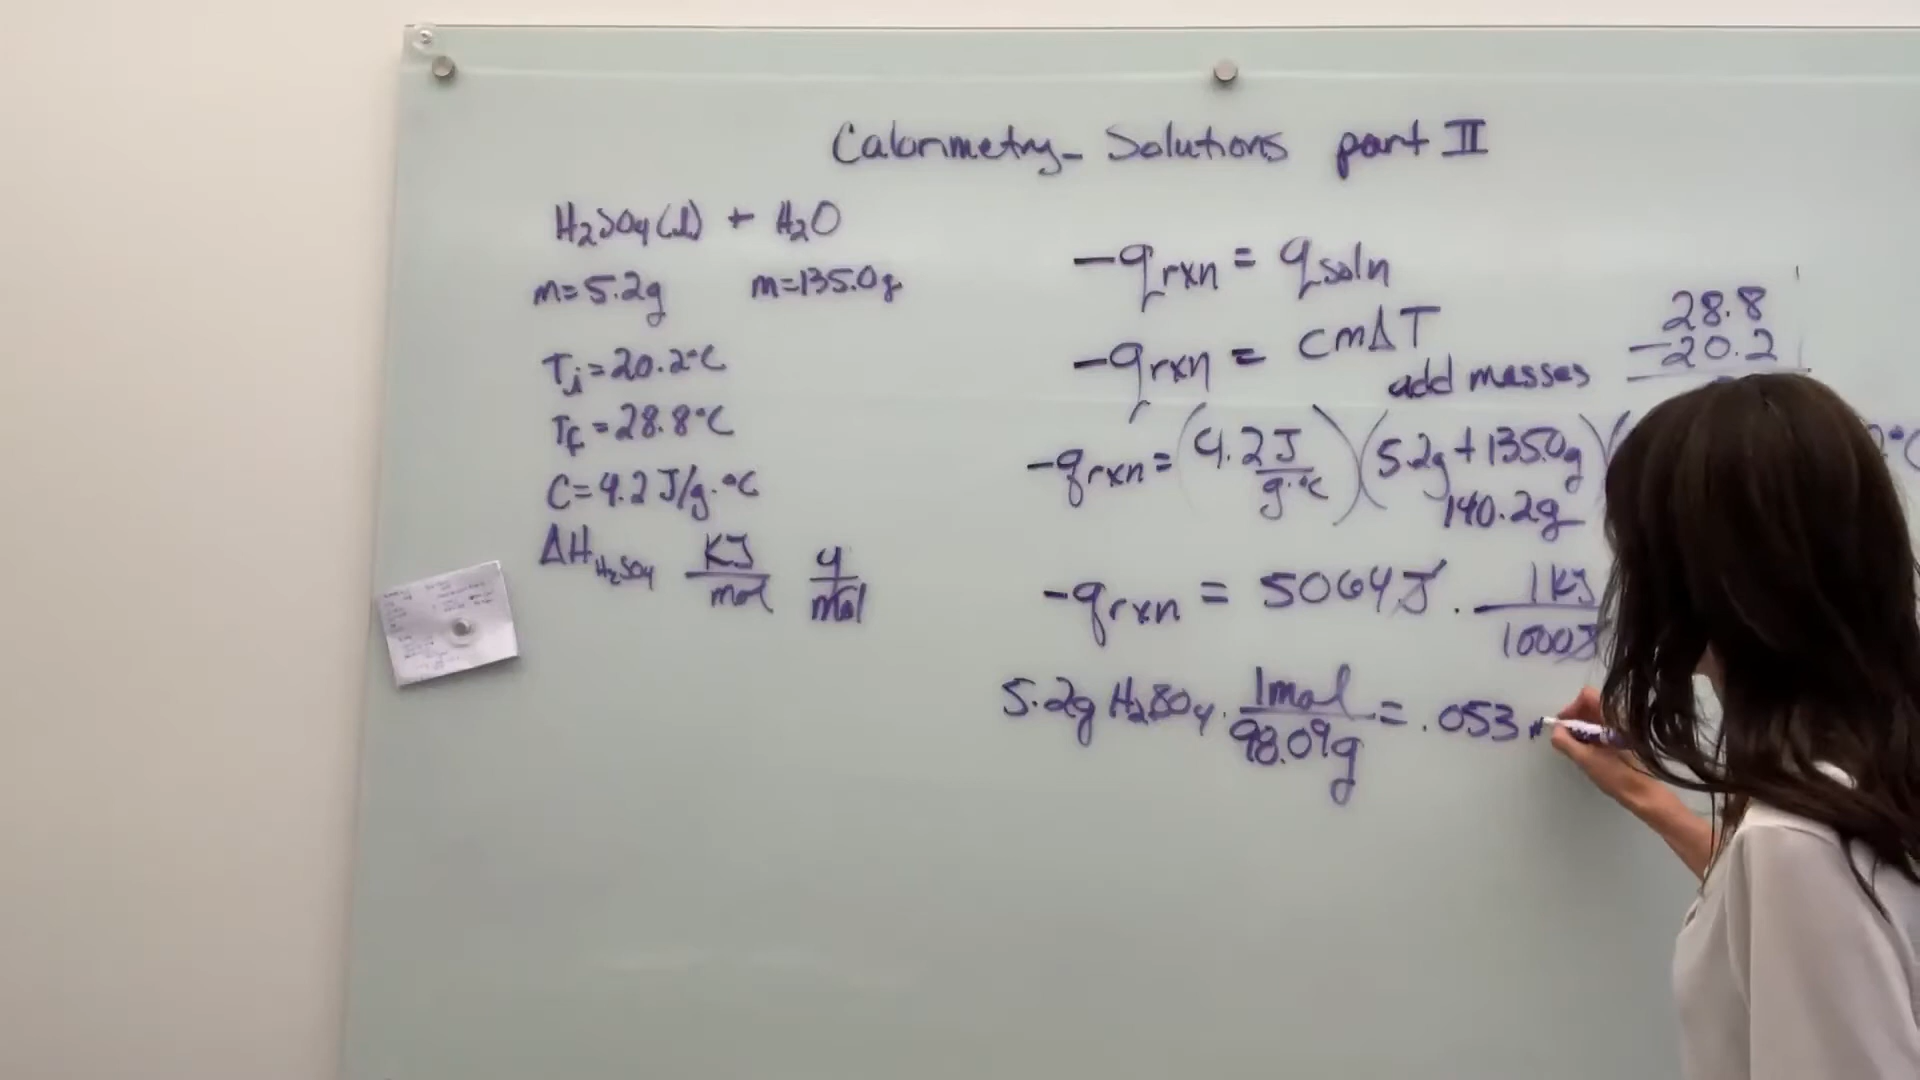 Calorimetry- Solutions part II
H₂SO₄(l) + H₂O
m=5.2g m=135.0g
Ti=20.2°C
Tf=28.8°C
C=4.2 J/g·°C
ΔH H₂SO₄ KJ/mol q/mol
-qrxn = qsoln
-qrxn = cmΔT
add masses
28.8
-20.2
-qrxn = (4.2 J/g·°C)(5.2g+135.0g)(
°C
140.2g
-qrxn = 5064J · 1KJ/1000J
5.2g H₂SO₄ · 1mol/98.09g = .053